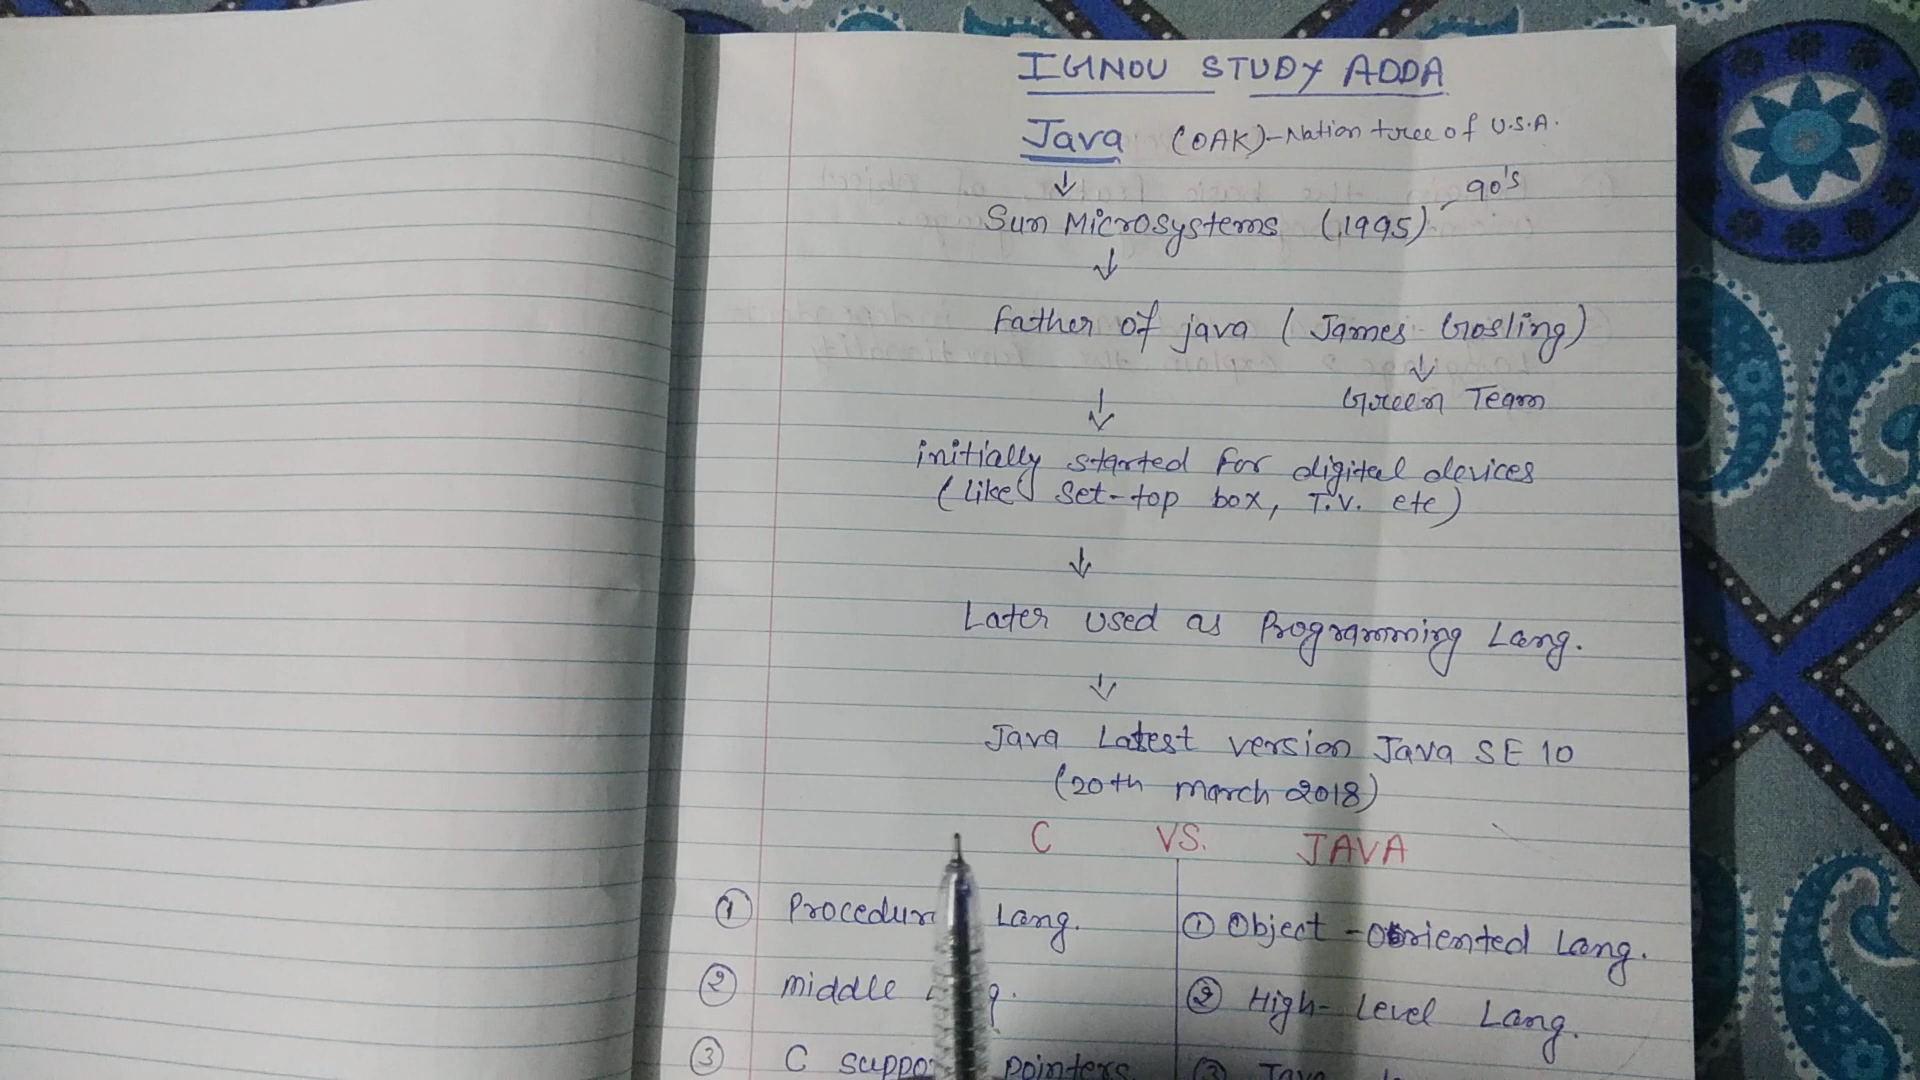 IGNOU STUDY ADDA
Java (OAK)-Nation tree of U.S.A.
↓
Sun Microsystems (1995) - 90's
↓
Father of java (James Gosling)
↓
↓ Green Team
initially started for digital devices
(like set-top box, T.V. etc)
↓
Later used as Programming Lang.
↓
Java Latest version Java SE 10
(20th march 2018)
C VS. JAVA
① Procedur Lang. ① Object-oriented Lang.
② middle ② High-Level Lang.
③ C suppo pointers ③ Java